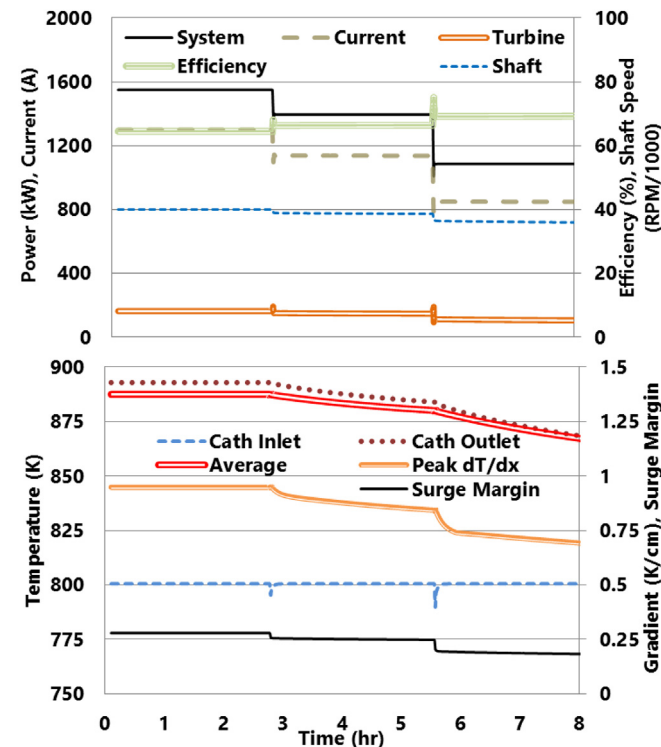 2000
1600
1200
800
400
0
Power (kW), Current (A)
System
Current
Turbine
Efficiency
Shaft
100
80
60
40
20
0
Efficiency (%), Shaft Speed
(RPM/1000)
900
875
850
825
800
775
750
Temperature (K)
Cath Inlet
Cath Outlet
Average
Peak dT/dx
Surge Margin
1.5
1.25
1
0.75
0.5
0.25
0
Gradient (K/cm), Surge Margin
0 1 2 3 4 5 6 7 8
Time (hr)